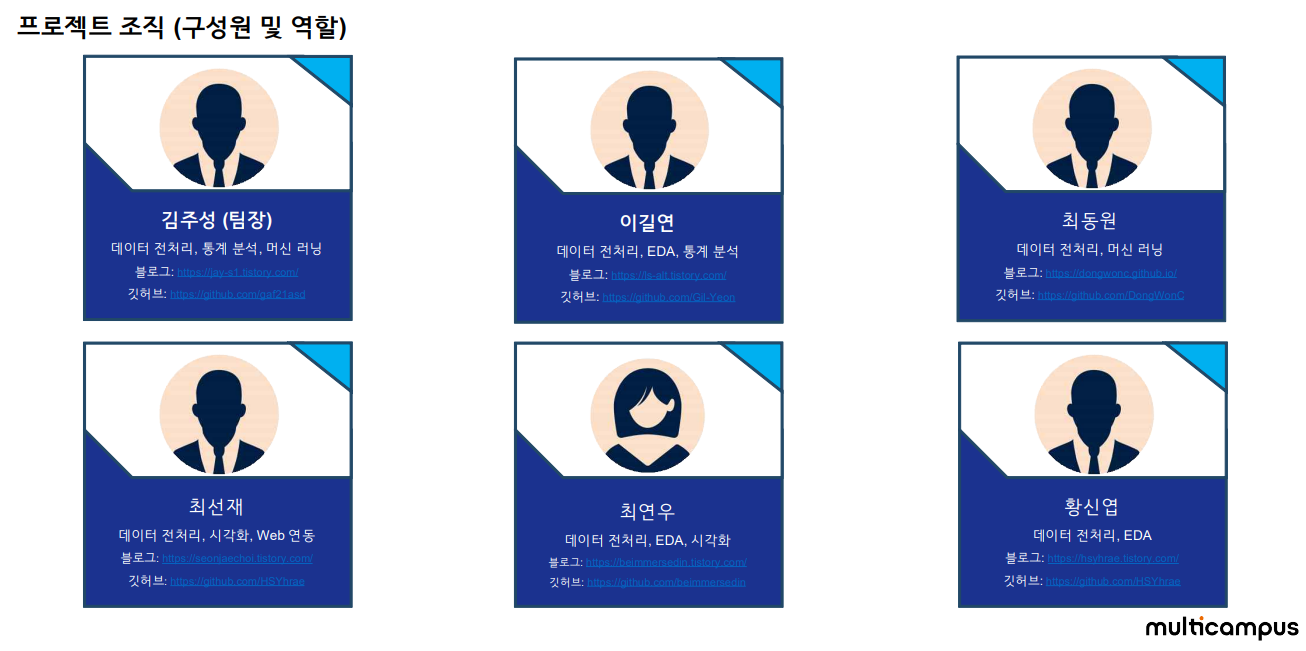 프로젝트 조직 (구성원 및 역할)
김주성 (팀장)
데이터 전처리, 통계 분석, 머신 러닝
블로그: https://jay-s1.tistory.com/
깃허브: https://github.com/gaf21asd
이길연
데이터 전처리, EDA, 통계 분석
블로그: https://ls-alt.tistory.com/
깃허브: https://github.com/Gil-Yeon
최동원
데이터 전처리, 머신 러닝
블로그: https://dongwonc.github.io/
깃허브: https://github.com/DongWonC
최선재
데이터 전처리, 시각화, Web 연동
블로그: https://seonjaechoi.tistory.com/
깃허브: https://github.com/HSYhrae
최연우
데이터 전처리, EDA, 시각화
블로그: https://beimmersedin.tistory.com/
깃허브: https://github.com/beimmersedin
황신엽
데이터 전처리, EDA
블로그: https://hsyhrae.tistory.com/
깃허브: https://github.com/HSYhrae
multicampus